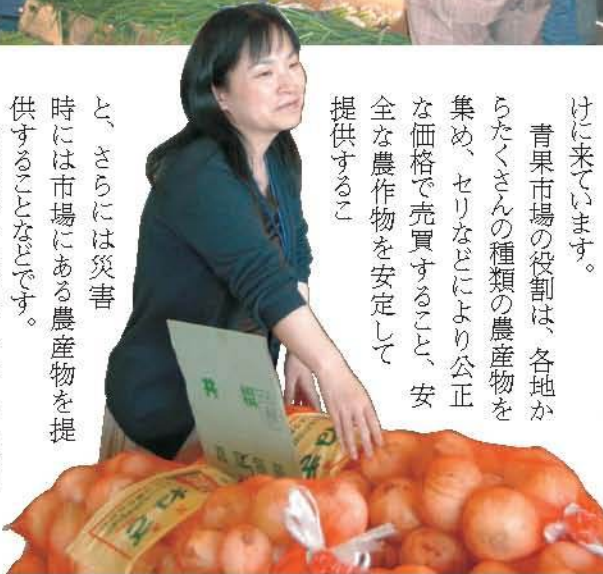 けに来ています。
　青果市場の役割は、各地か
らたくさんの種類の農産物を
集め、セリなどにより公正
な価格で売買すること、安
全な農作物を安定して
提供するこ
と、さらには災害
時には市場にある農産物を提
供することなどです。